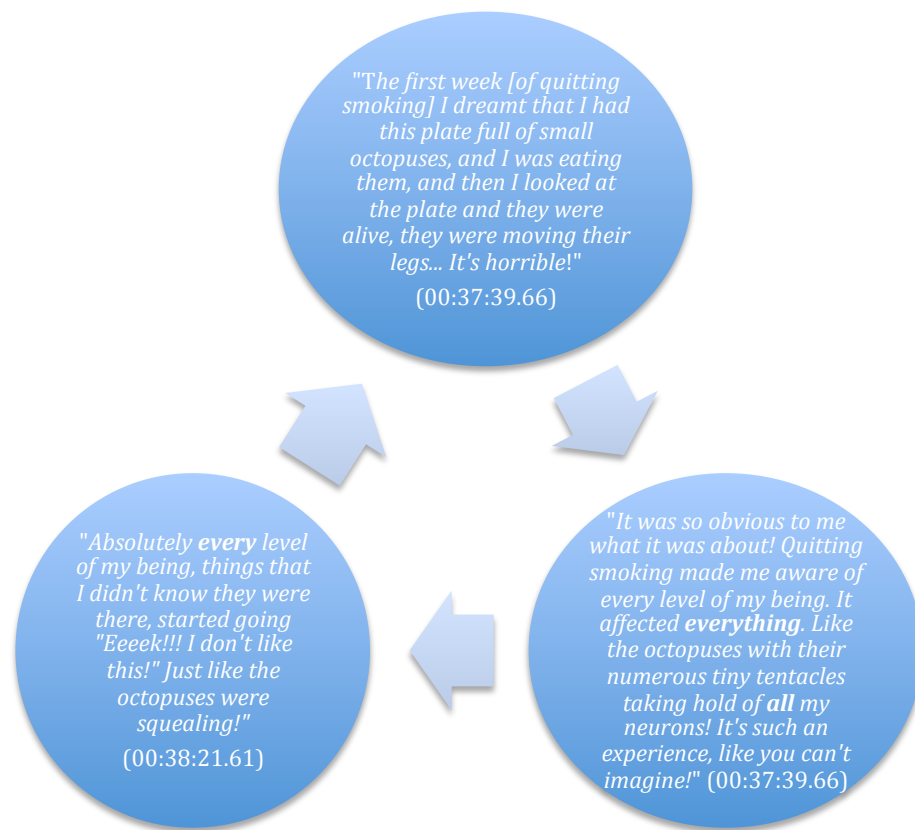 "The first week [of quitting
smoking] I dreamt that I had
this plate full of small
octopuses, and I was eating
them, and then I looked at
the plate and they were
alive, they were moving their
legs... It's horrible!"
(00:37:39.66)
"It was so obvious to me
what it was about! Quitting
smoking made me aware of
every level of my being. It
affected everything. Like
the octopuses with their
numerous tiny tentacles
taking hold of all my
neurons! It's such an
experience, like you can't
imagine!" (00:37:39.66)
"Absolutely every level
of my being, things that
I didn't know they were
there, started going
"Eeeek!!! I don't like
this!" Just like the
octopuses were
squealing!"
(00:38:21.61)